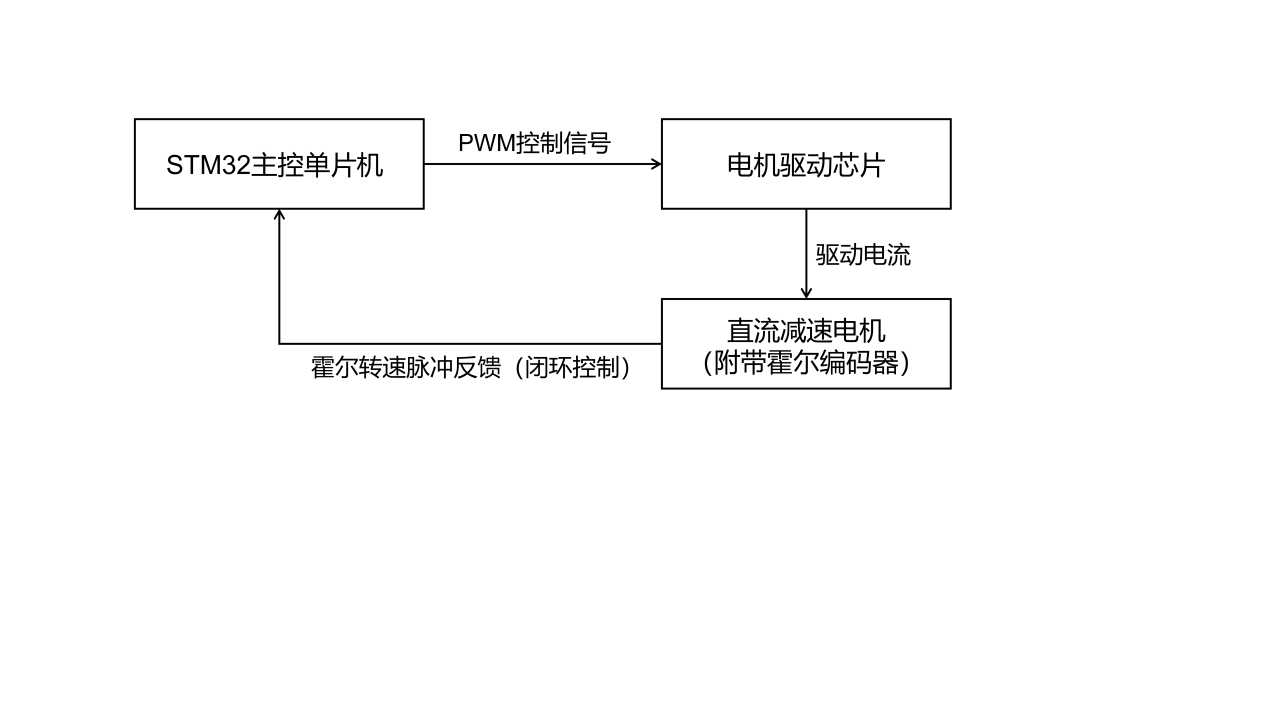 PWM控制信号
STM32主控单片机
电机驱动芯片
驱动电流
直流减速电机
（附带霍尔编码器）
霍尔转速脉冲反馈（闭环控制）